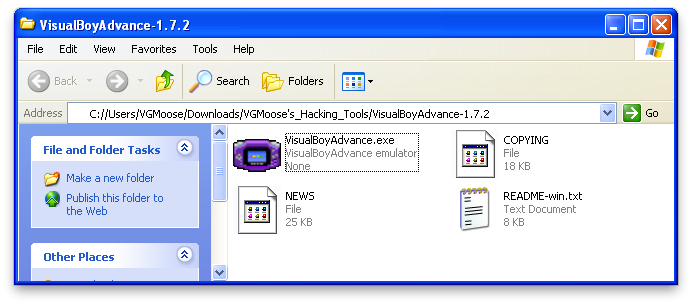 VisualBoyAdvance-1.7.2
File Edit View Favorites Tools Help
Back Search Folders
Address C://Users/VGMoose/Downloads/VGMoose's_Hacking_Tools/VisualBoyAdvance-1.7.2 Go
File and Folder Tasks
Make a new folder
Publish this folder to
the Web
Other Places
VisualBoyAdvance.exe
VisualBoyAdvance emulator
None
COPYING
File
18 KB
NEWS
File
25 KB
README-win.txt
Text Document
8 KB